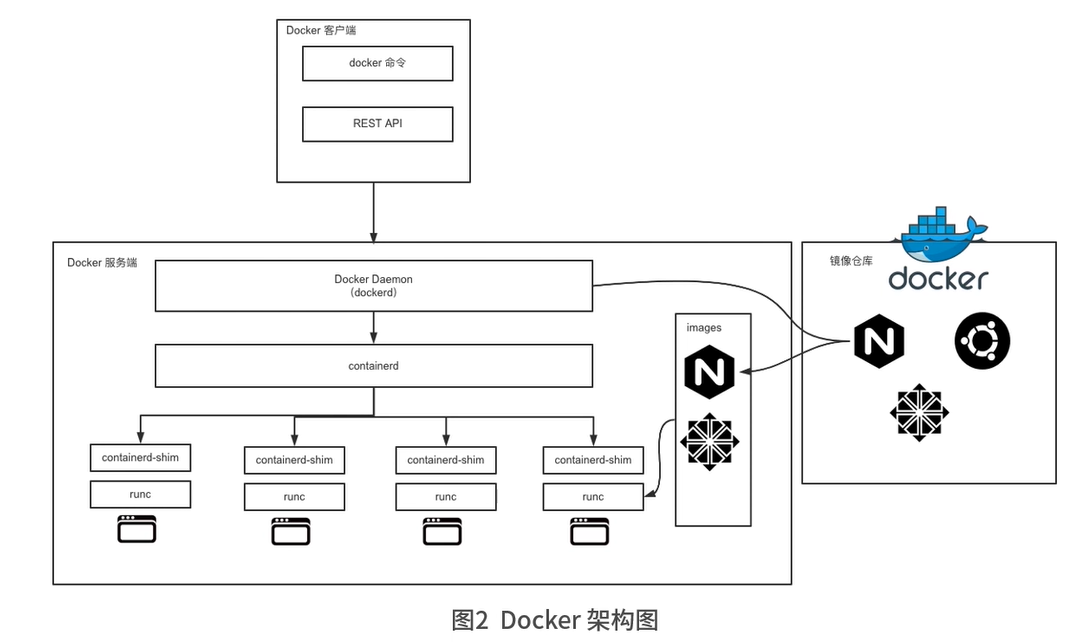 Docker 客户端
docker 命令
REST API
Docker 服务端
Docker Daemon
(dockerd)
containerd
containerd-shim
containerd-shim
containerd-shim
containerd-shim
runc
runc
runc
runc
images
N
镜像仓库
docker
N
图2 Docker 架构图